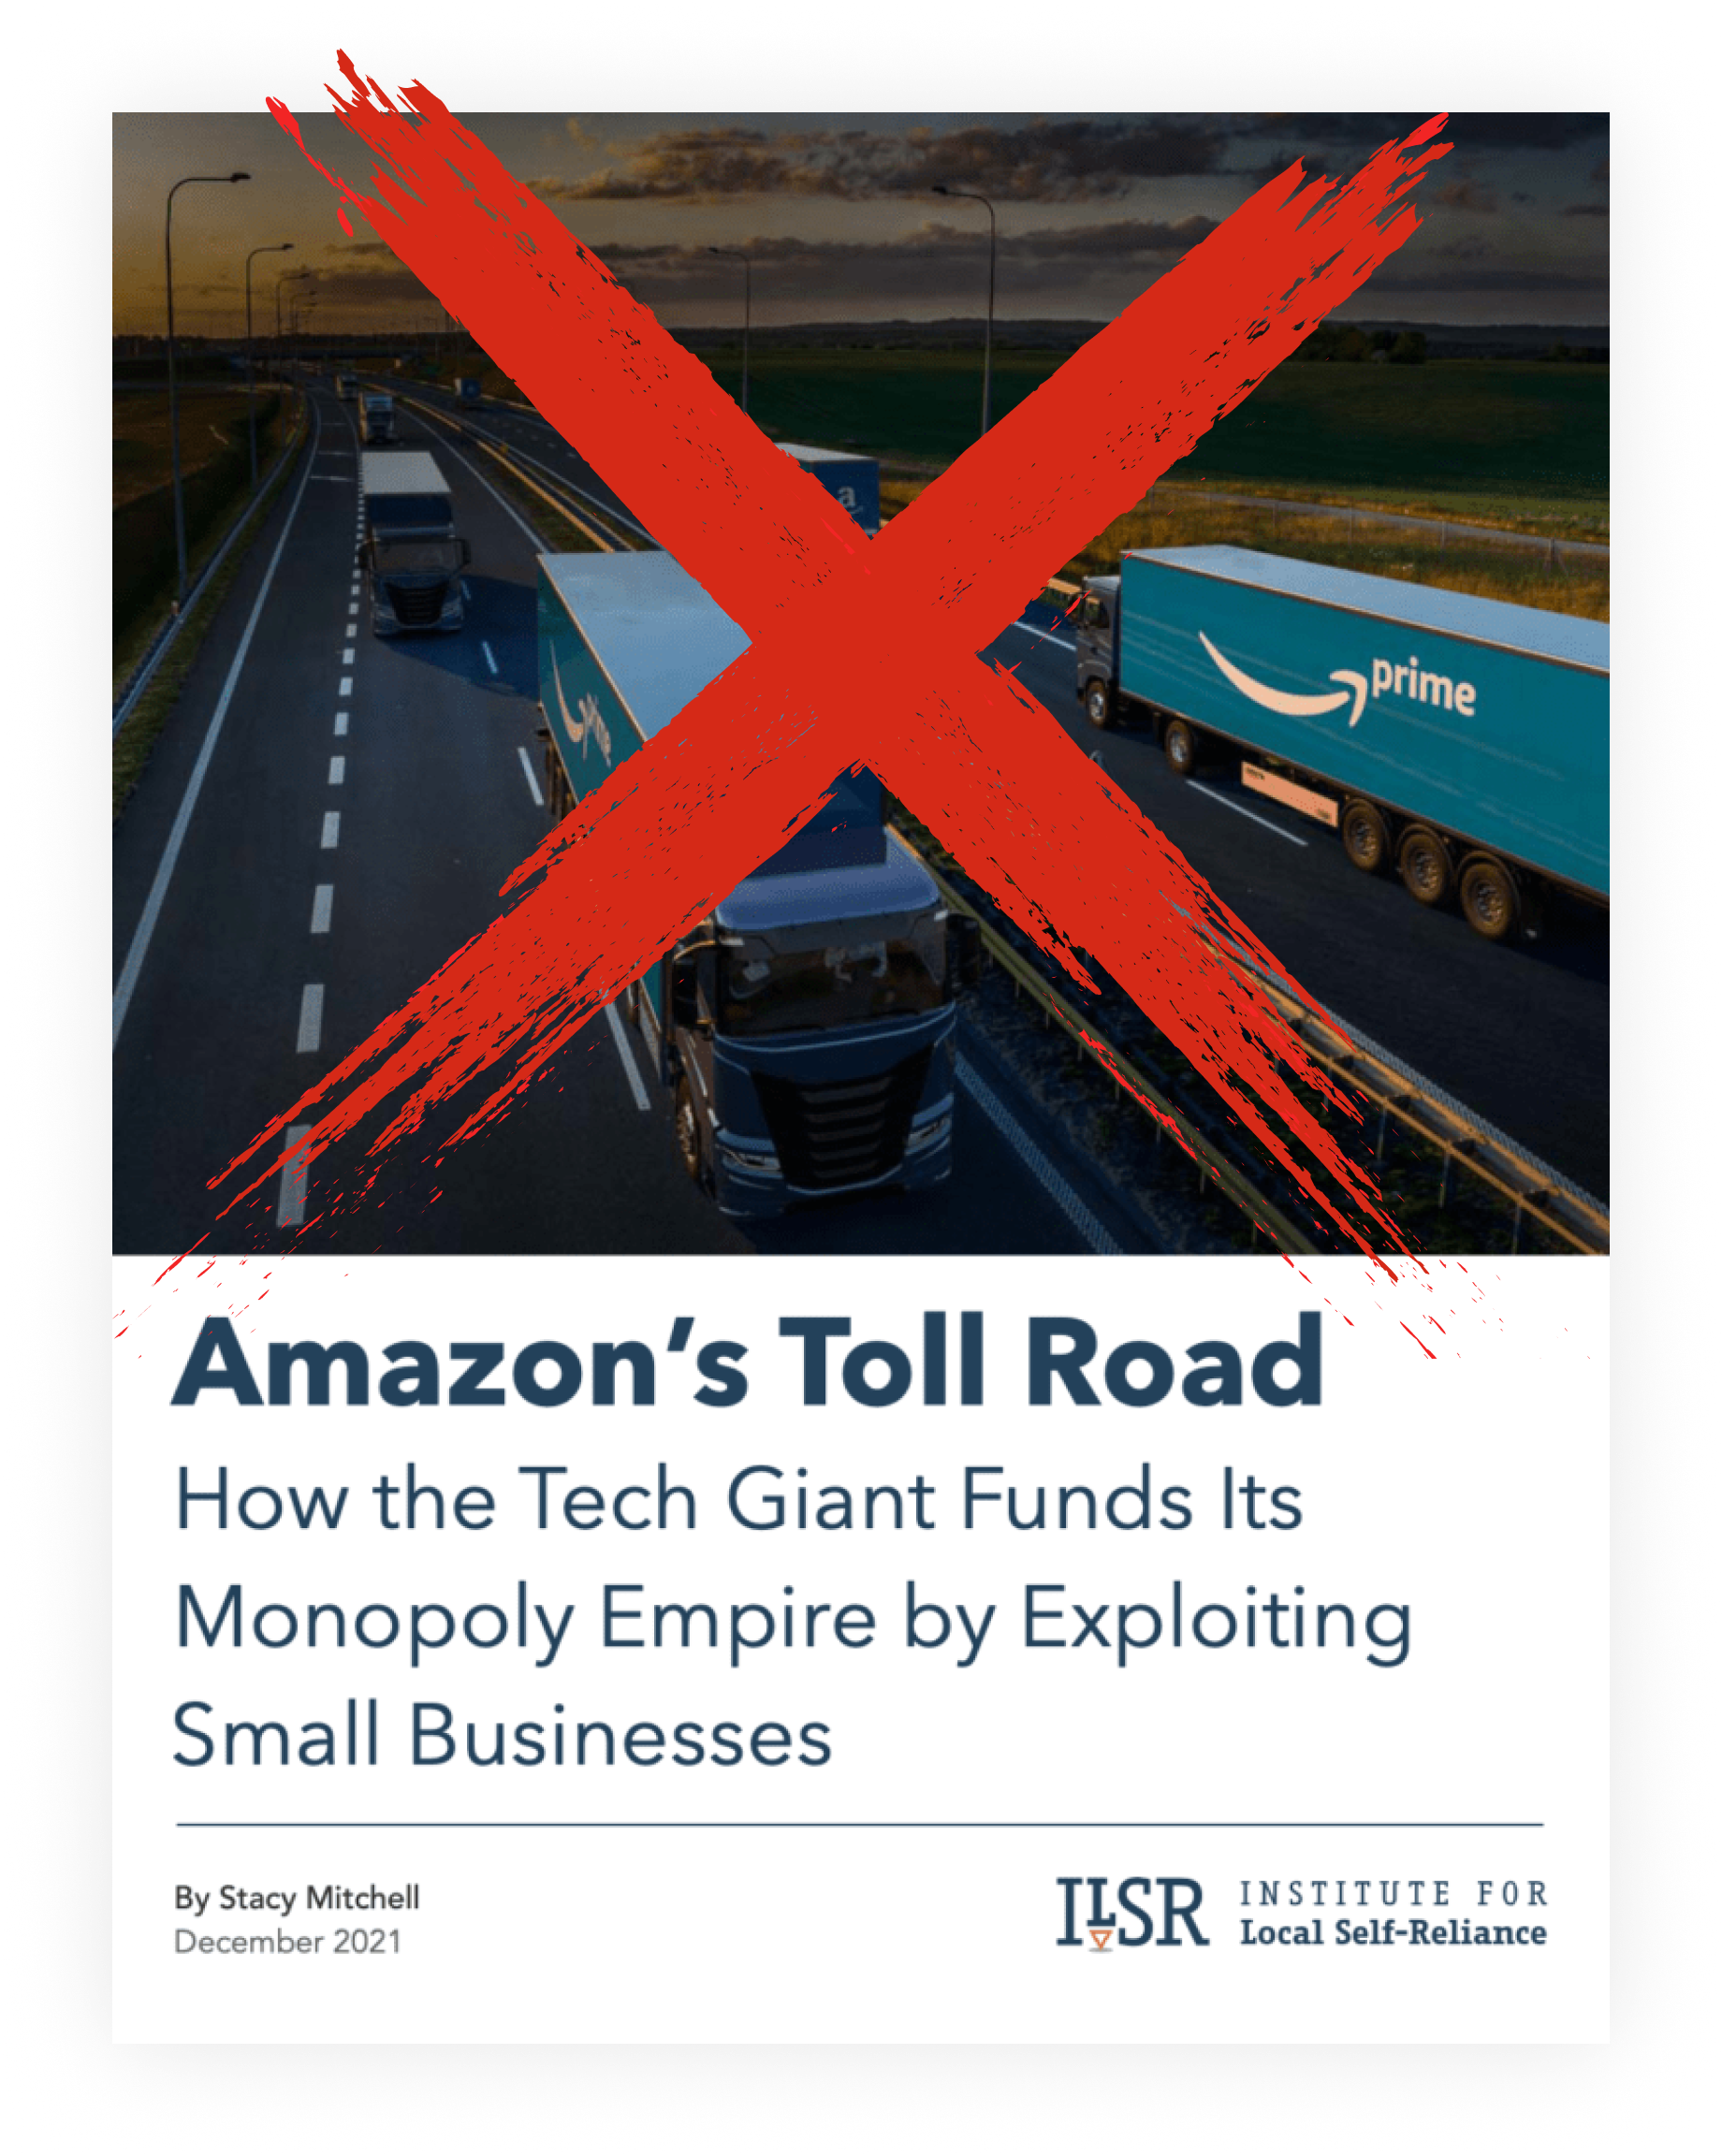 a
prime
prime
Amazon’s Toll Road
How the Tech Giant Funds Its
Monopoly Empire by Exploiting
Small Businesses
By Stacy Mitchell
December 2021
ILSR
INSTITUTE FOR
Local Self-Reliance